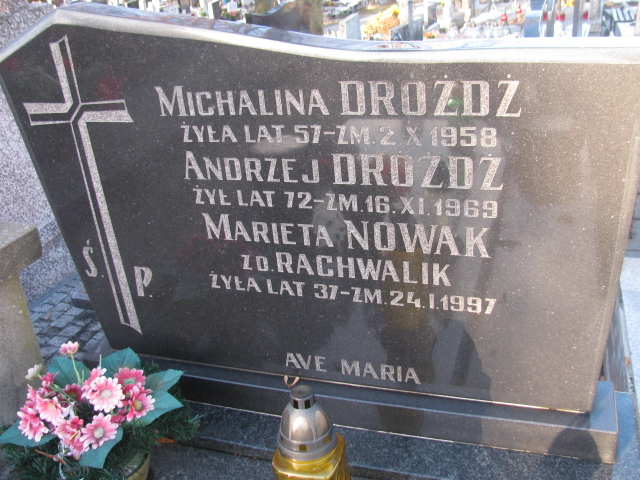 Ś. P.
MICHALINA DROŻDŻ
ŻYŁA LAT 57-ZM. 2 X 1958
ANDRZEJ DROŻDŻ
ŻYŁ LAT 72-ZM. 16. XI. 1969
MARIETA NOWAK
ZD. RACHWALIK
ŻYŁA LAT 37-ZM. 24. I. 1997
AVE MARIA